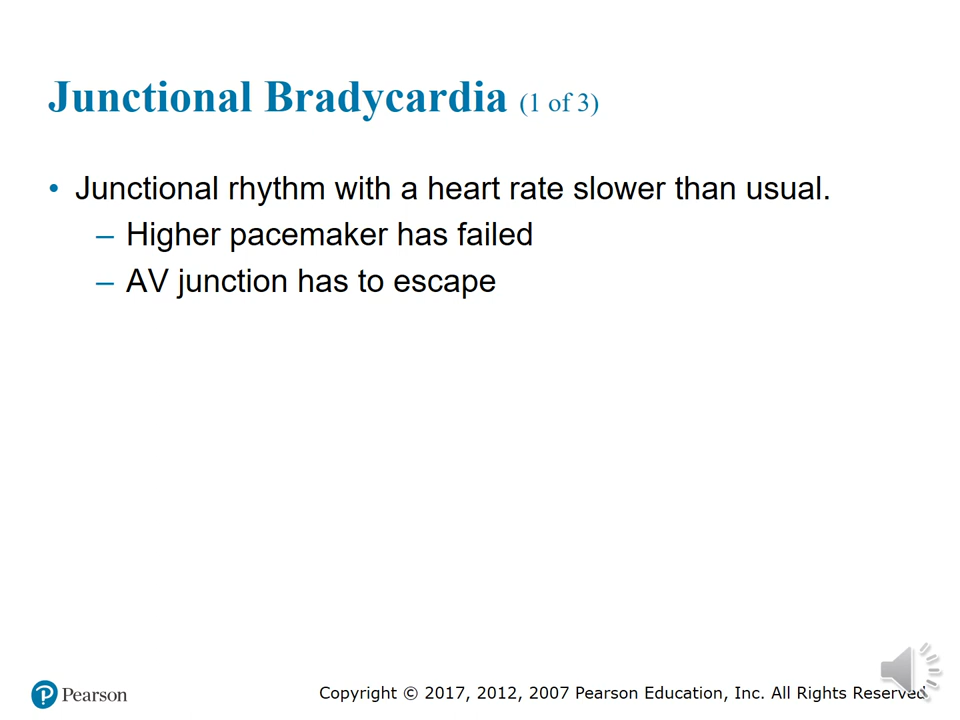 Junctional Bradycardia (1 of 3)
• Junctional rhythm with a heart rate slower than usual.
– Higher pacemaker has failed
– AV junction has to escape
Pearson
Copyright © 2017, 2012, 2007 Pearson Education, Inc. All Rights Reserved